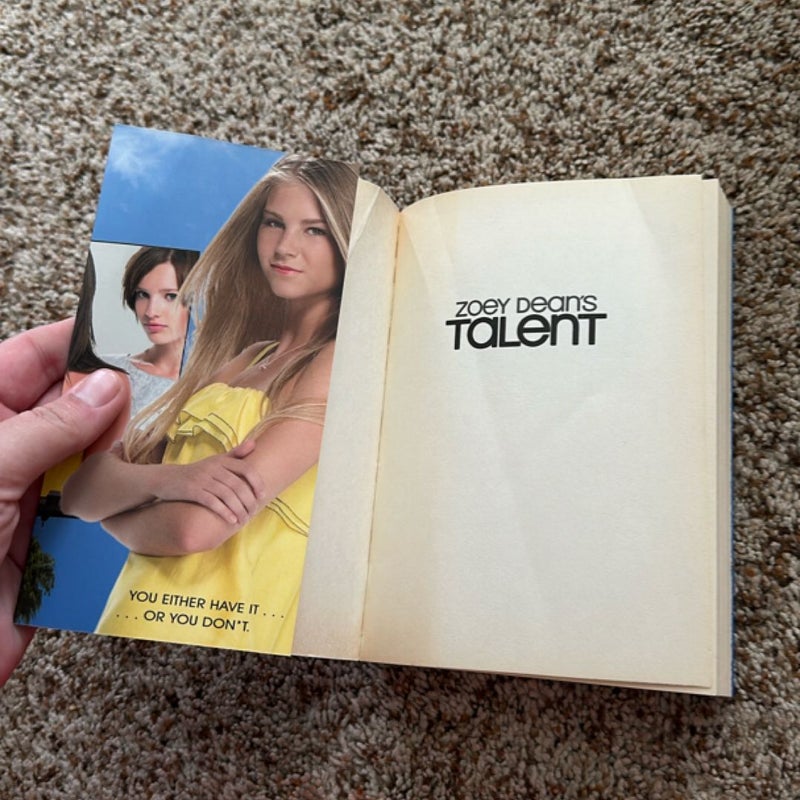 YOU EITHER HAVE IT . . .
. . . OR YOU DON'T.
ZOEY DEAN'S
TALENT